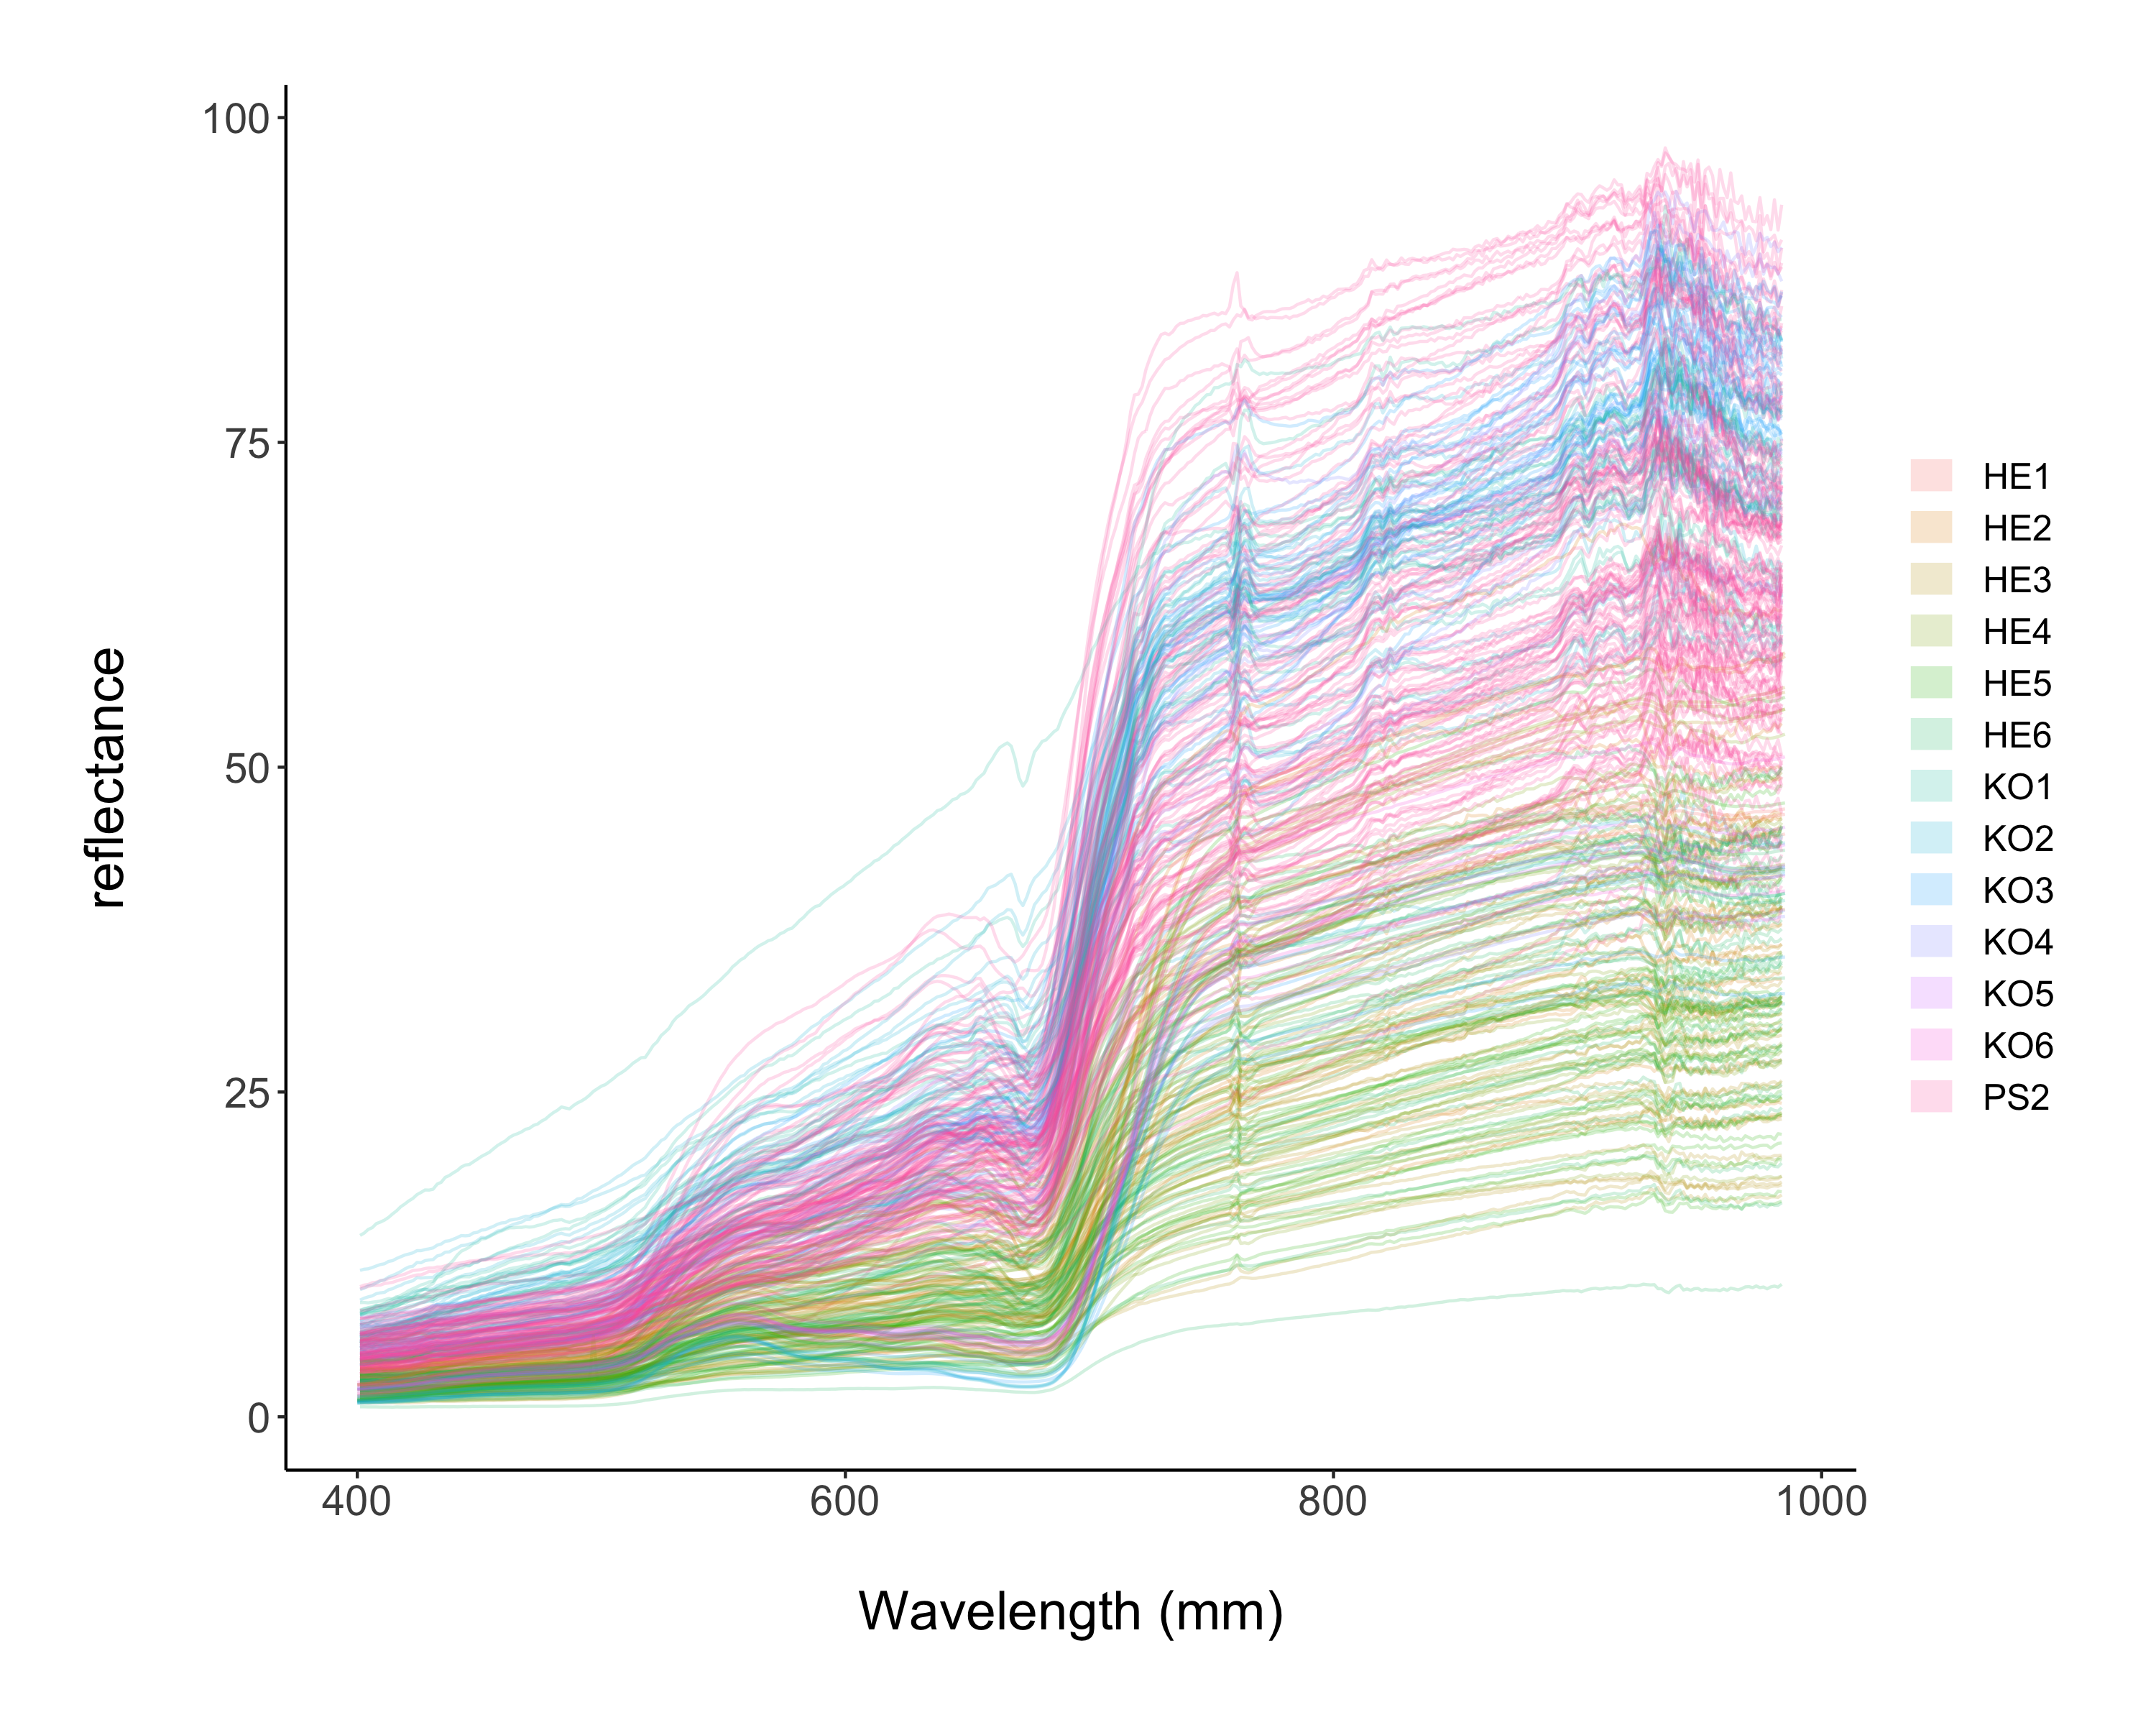 100
75
50
25
0
reflectance
400 600 800 1000
Wavelength (mm)
HE1
HE2
HE3
HE4
HE5
HE6
KO1
KO2
KO3
KO4
KO5
KO6
PS2